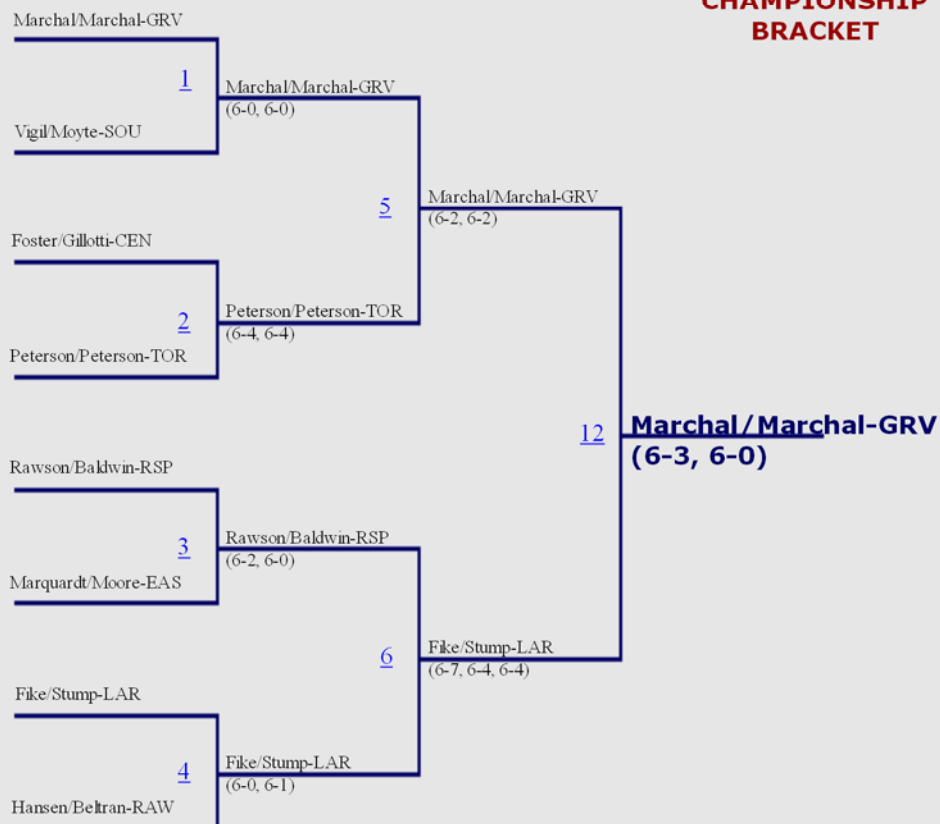 CHAMPIONSHIP
BRACKET
Marchal/Marchal-GRV
1
Marchal/Marchal-GRV
(6-0, 6-0)
Vigil/Moyte-SOU
5
Marchal/Marchal-GRV
(6-2, 6-2)
Foster/Gillotti-CEN
2
Peterson/Peterson-TOR
(6-4, 6-4)
Peterson/Peterson-TOR
12
Marchal/Marchal-GRV
(6-3, 6-0)
Rawson/Baldwin-RSP
3
Rawson/Baldwin-RSP
(6-2, 6-0)
Marquardt/Moore-EAS
6
Fike/Stump-LAR
(6-7, 6-4, 6-4)
Fike/Stump-LAR
4
Fike/Stump-LAR
(6-0, 6-1)
Hansen/Beltran-RAW